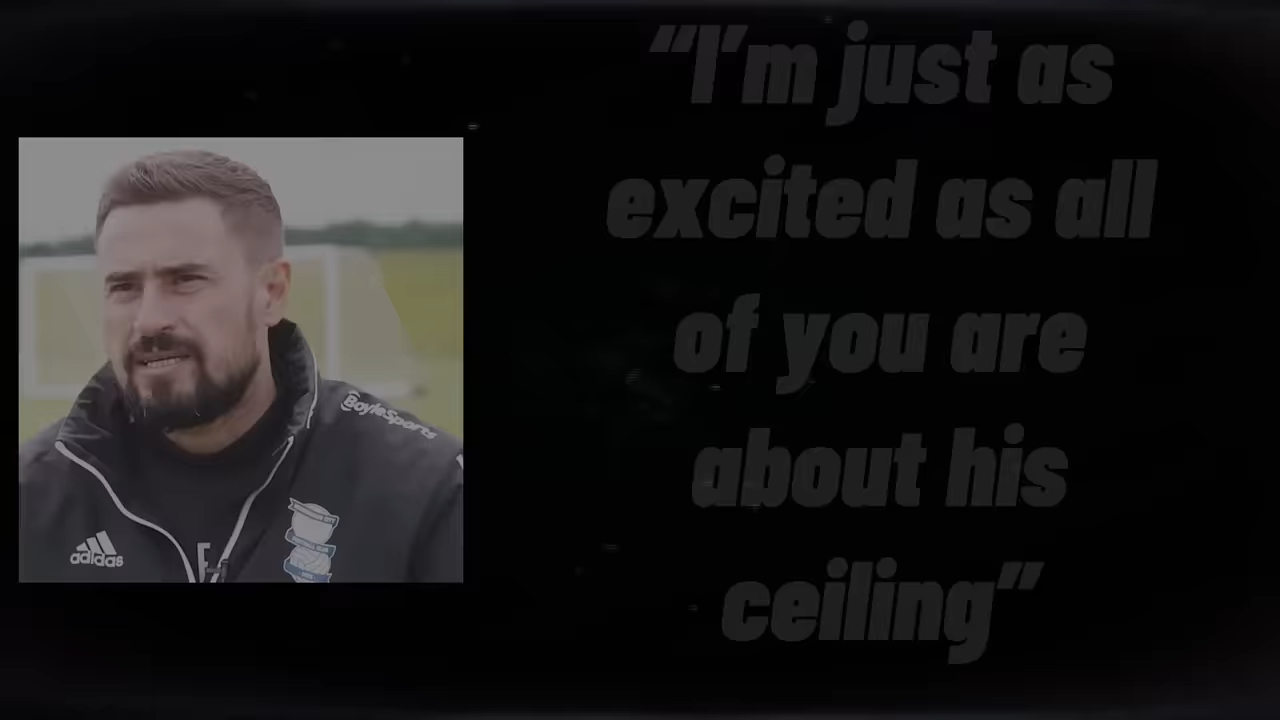 “I’m just as
excited as all
of you are
about his
ceiling”
BoyleSports
adidas